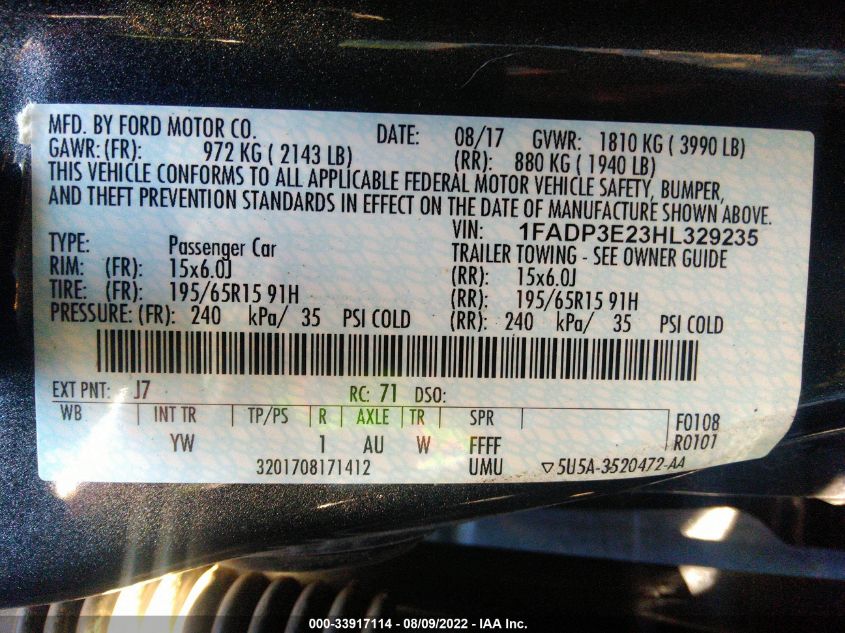 MFD. BY FORD MOTOR CO. DATE: 08/17 GVWR: 1810 KG ( 3990 LB)
GAWR: (FR): 972 KG ( 2143 LB) (RR): 880 KG ( 1940 LB)
THIS VEHICLE CONFORMS TO ALL APPLICABLE FEDERAL MOTOR VEHICLE SAFETY, BUMPER,
AND THEFT PREVENTION STANDARDS IN EFFECT ON THE DATE OF MANUFACTURE SHOWN ABOVE.
VIN: 1FADP3E23HL329235
TYPE: Passenger Car TRAILER TOWING - SEE OWNER GUIDE
RIM: (FR): 15x6.0J (RR): 15x6.0J
TIRE: (FR): 195/65R15 91H (RR): 195/65R15 91H
PRESSURE: (FR): 240 kPa/ 35 PSI COLD (RR): 240 kPa/ 35 PSI COLD
EXT PNT: J7 RC: 71 DSO:
WB INT TR TP/PS R AXLE TR SPR F0108
YW 1 AU W FFFF R0101
3201708171412 UMU ▽5U5A-3520472-AA
000-33917114 - 08/09/2022 - IAA Inc.